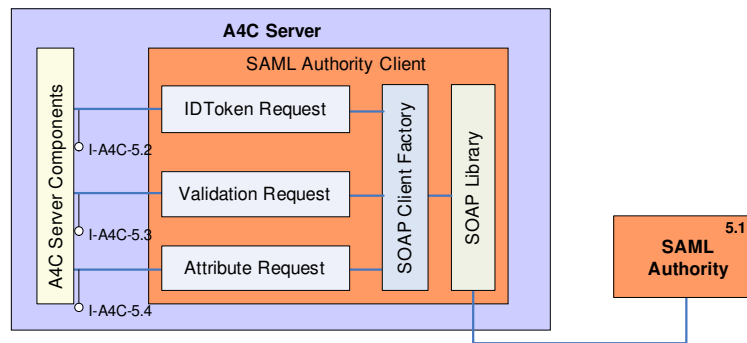 A4C Server
SAML Authority Client
A4C Server Components
IDToken Request
I-A4C-5.2
Validation Request
I-A4C-5.3
Attribute Request
I-A4C-5.4
SOAP Client Factory
SOAP Library
5.1
SAML
Authority